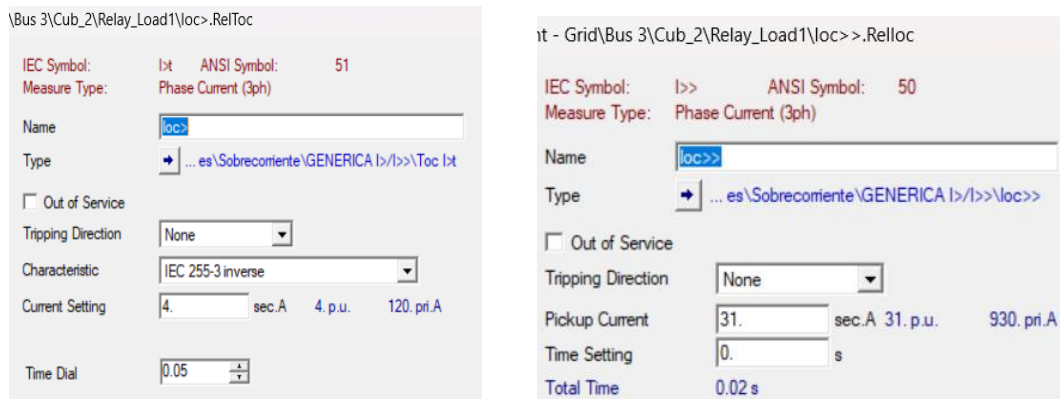 \Bus 3\Cub_2\Relay_Load1\Ioc>.RelToc
IEC Symbol: I>t ANSI Symbol: 51
Measure Type: Phase Current (3ph)
Name Ioc>
Type ... es\Sobrecorriente\GENERICA I>/I>>\Toc I>t
Out of Service
Tripping Direction None
Characteristic IEC 255-3 inverse
Current Setting 4. sec.A 4. p.u. 120. pri.A
Time Dial 0.05
nt - Grid\Bus 3\Cub_2\Relay_Load1\Ioc>>.RelIoc
IEC Symbol: I>> ANSI Symbol: 50
Measure Type: Phase Current (3ph)
Name Ioc>>
Type ... es\Sobrecorriente\GENERICA I>/I>>\Ioc>>
Out of Service
Tripping Direction None
Pickup Current 31. sec.A 31. p.u. 930. pri.A
Time Setting 0. s
Total Time 0.02 s